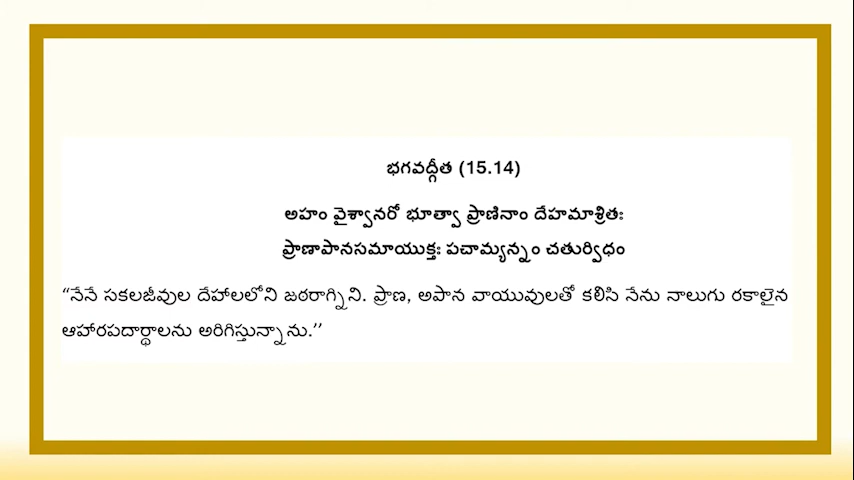 భగవద్గీత (15.14)
అహం వైశ్వానరో భూత్వా ప్రాణినాం దేహమాశ్రితః
ప్రాణాపానసమాయుక్తః పచామ్యన్నం చతుర్విధం
“నేనే సకలజీవుల దేహాలలోని జఠరాగ్నిని. ప్రాణ, అపాన వాయువులతో కలిసి నేను నాలుగు రకాలైన
ఆహారపదార్థాలను అరిగిస్తున్నాను.’’